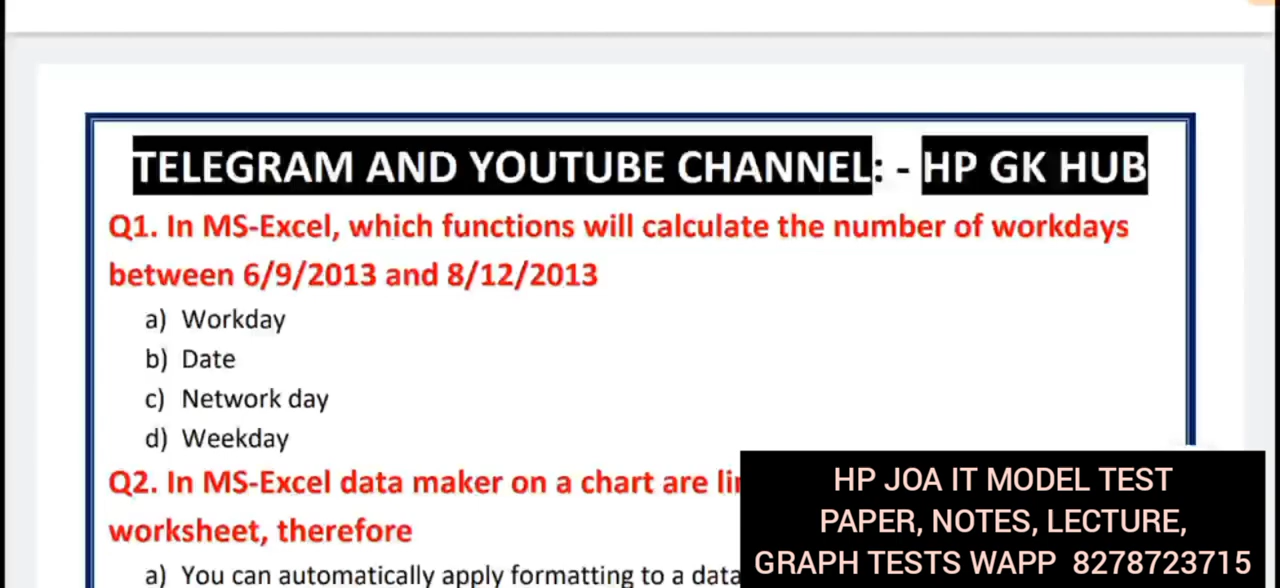 TELEGRAM AND YOUTUBE CHANNEL: - HP GK HUB
Q1. In MS-Excel, which functions will calculate the number of workdays
between 6/9/2013 and 8/12/2013
a) Workday
b) Date
c) Network day
d) Weekday
Q2. In MS-Excel data maker on a chart are
worksheet, therefore
a) You can automatically apply formatting to a data
HP JOA IT MODEL TEST
PAPER, NOTES, LECTURE,
GRAPH TESTS WAPP 8278723715